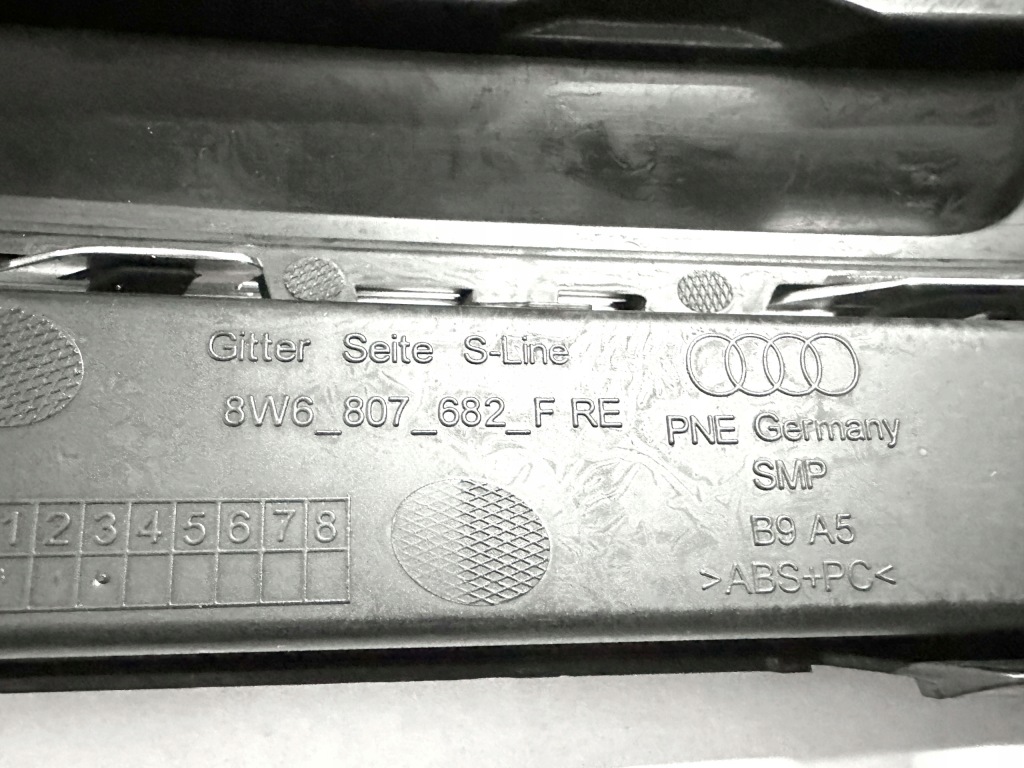 Gitter Seite S-Line
8W6_807_682_F RE
PNE Germany
SMP
B9 A5
>ABS+PC<
1 2 3 4 5 6 7 8